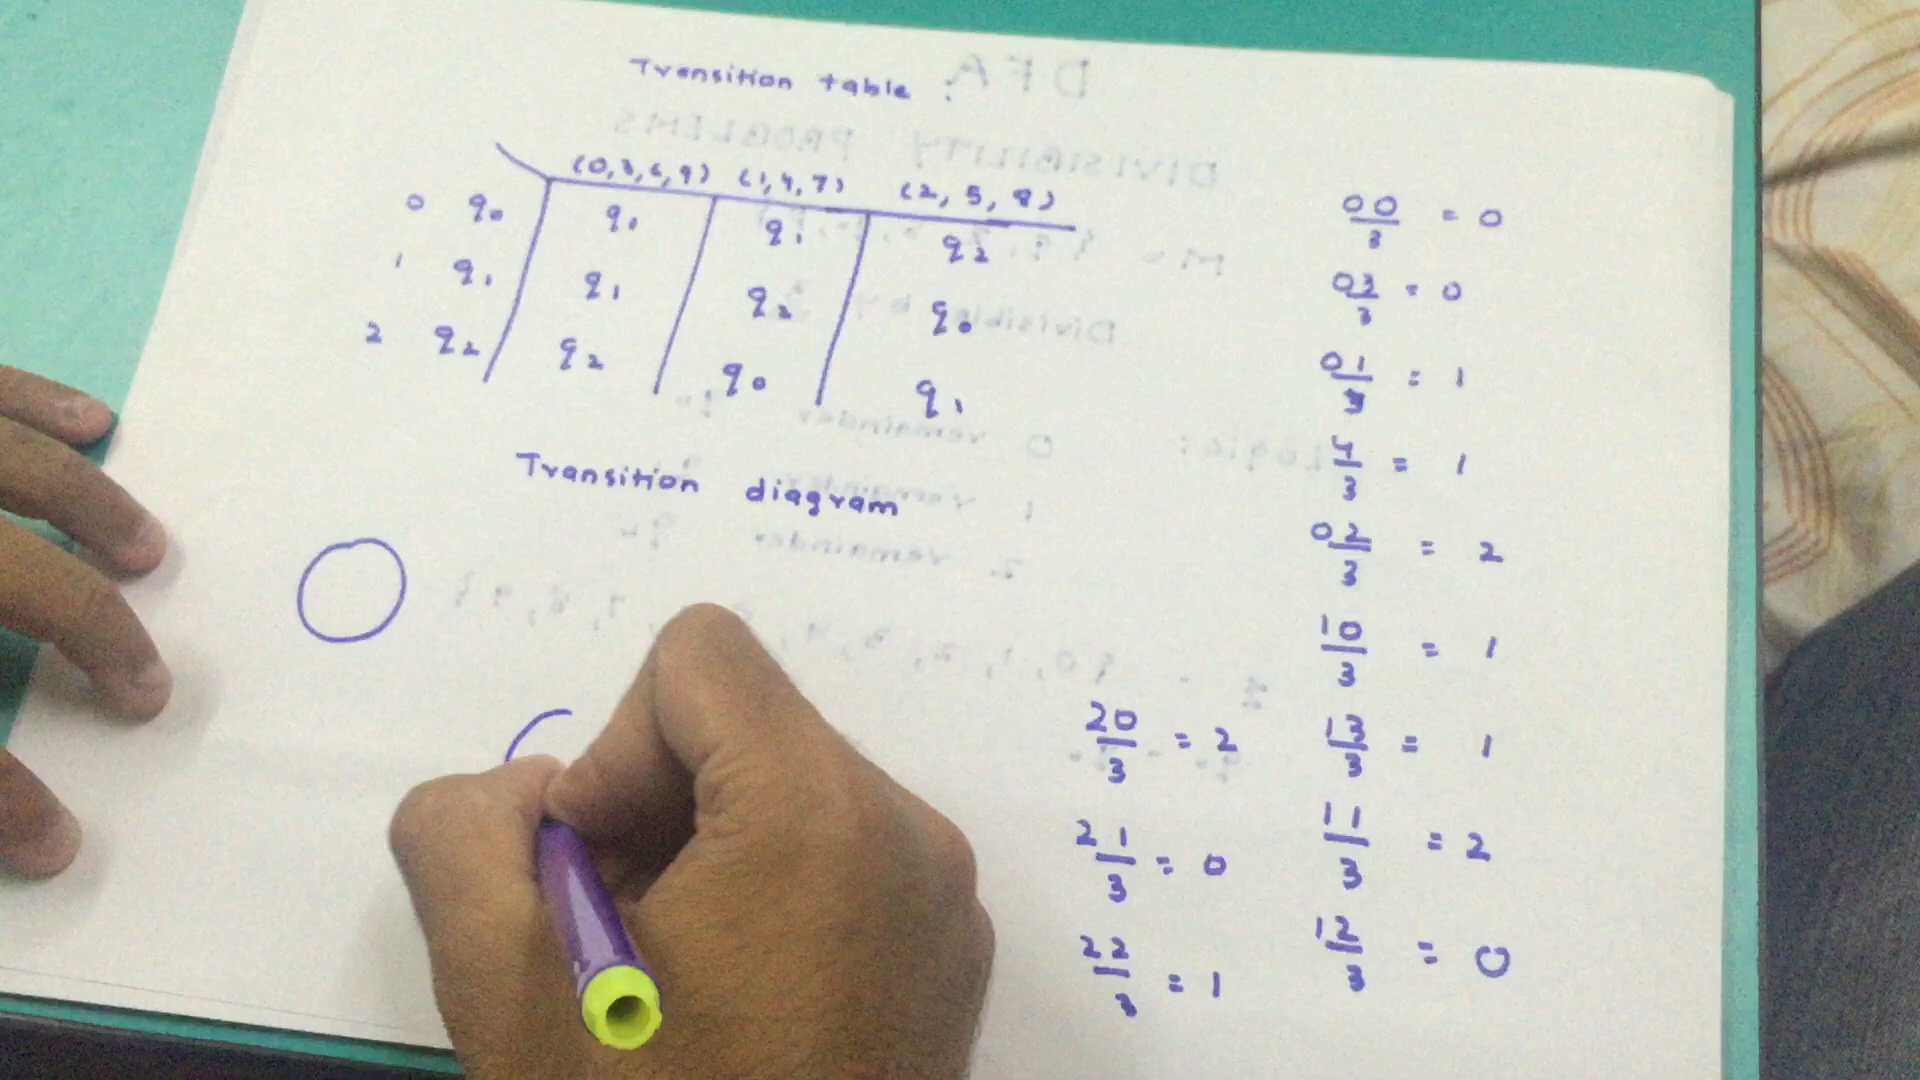 Transition table :
(0,3,6,9) (1,4,7) (2,5,8)
0 q0 q0 q1 q2
1 q1 q1 q2 q0
2 q2 q2 q0 q1
Transition diagram
00/3 = 0
03/3 = 0
01/3 = 1
4/3 = 1
02/3 = 2
10/3 = 1
13/3 = 1
11/3 = 2
12/3 = 0
20/3 = 2
21/3 = 0
22/3 = 1